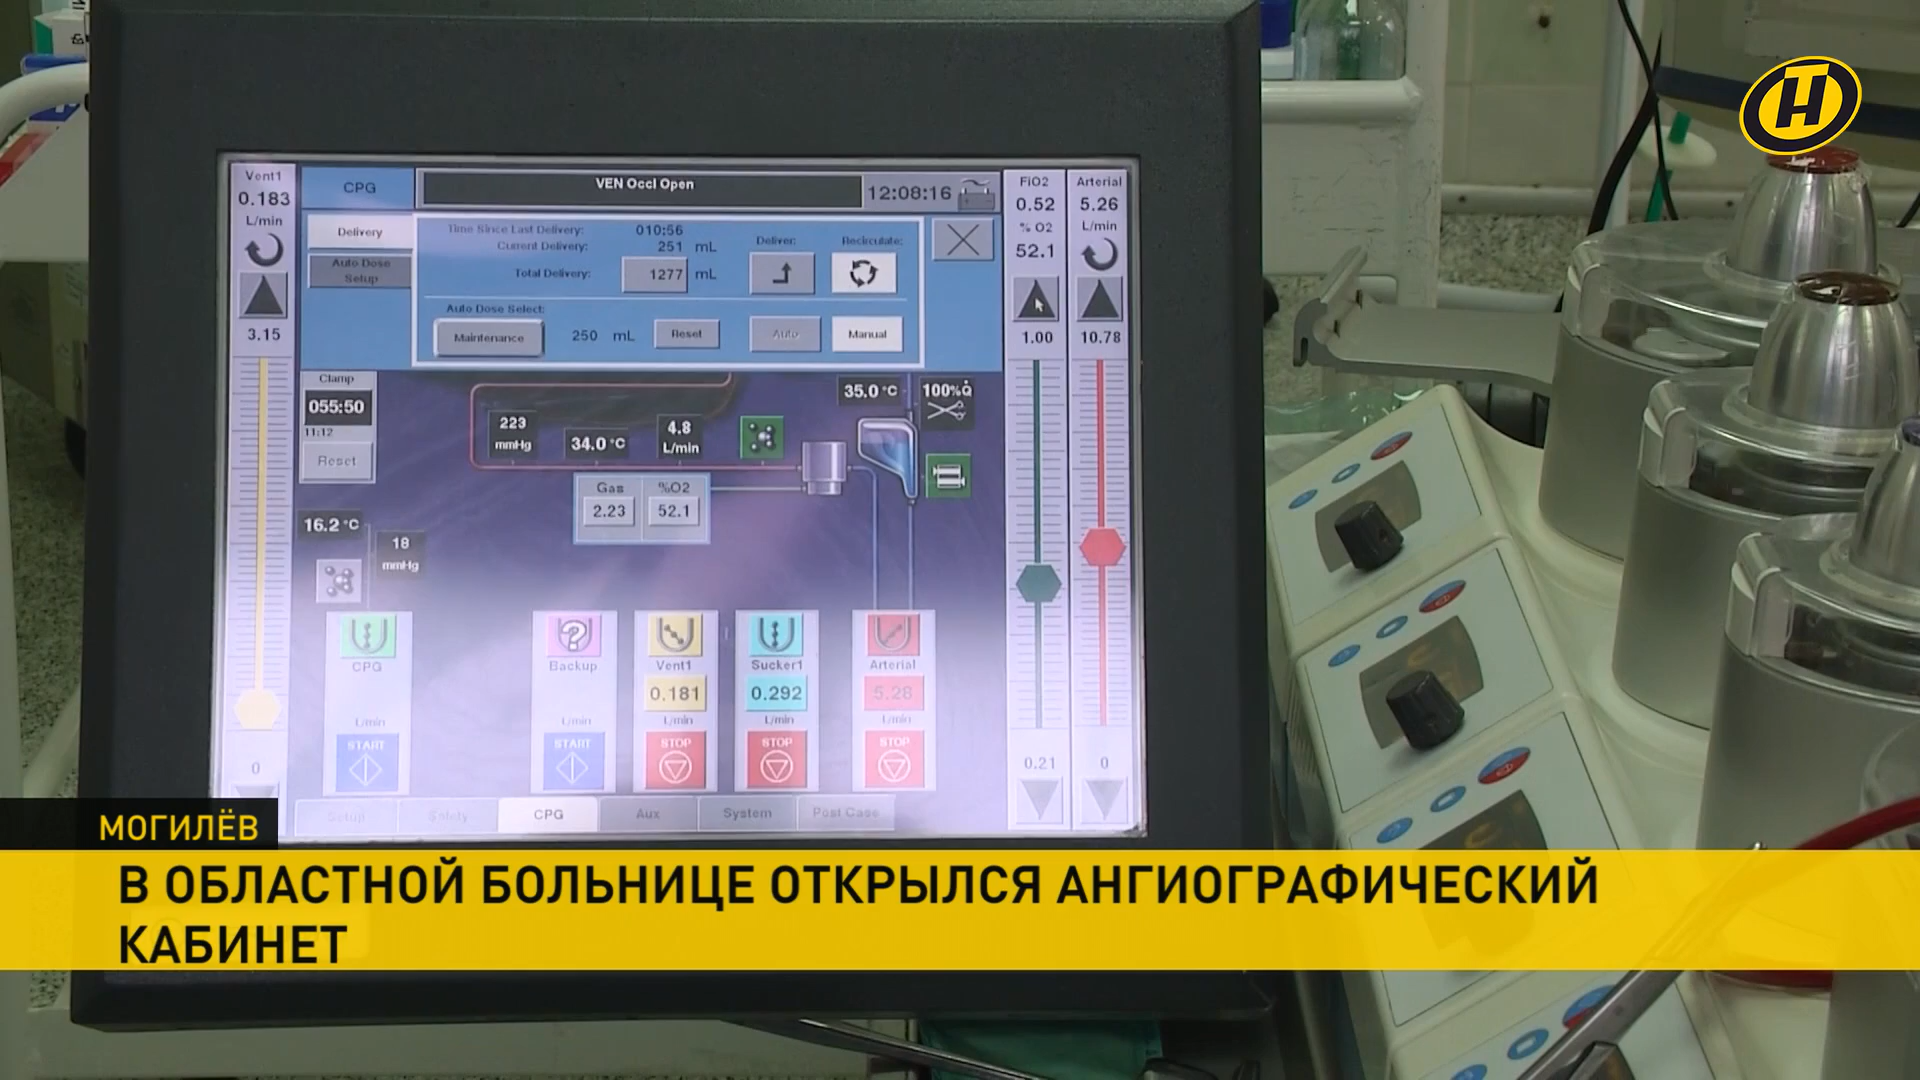 Vent1
0.183
L/min
3.15
0
CPG
VEN Occl Open
12:08:16
Delivery
Auto Dose
Setup
Time Since Last Delivery: 010:56
Current Delivery: 251 mL
Total Delivery: 1277 mL
Deliver:
Recirculate:
Auto Dose Select:
Maintenance 250 mL Reset Auto Manual
FiO2
0.52
% O2
52.1
1.00
0.21
Arterial
5.26
L/min
10.78
0
Clamp
055:50
11:12
Reset
223
mmHg
34.0 °C
4.8
L/min
35.0 °C
100%Q
Gas %O2
2.23 52.1
16.2 °C
18
mmHg
CPG
L/min
START
Backup
L/min
START
Vent1
0.181
L/min
STOP
Sucker1
0.292
L/min
STOP
Arterial
5.28
L/min
STOP
Setup Safety CPG Aux System Post Case
Н
МОГИЛЁВ
В ОБЛАСТНОЙ БОЛЬНИЦЕ ОТКРЫЛСЯ АНГИОГРАФИЧЕСКИЙ
КАБИНЕТ